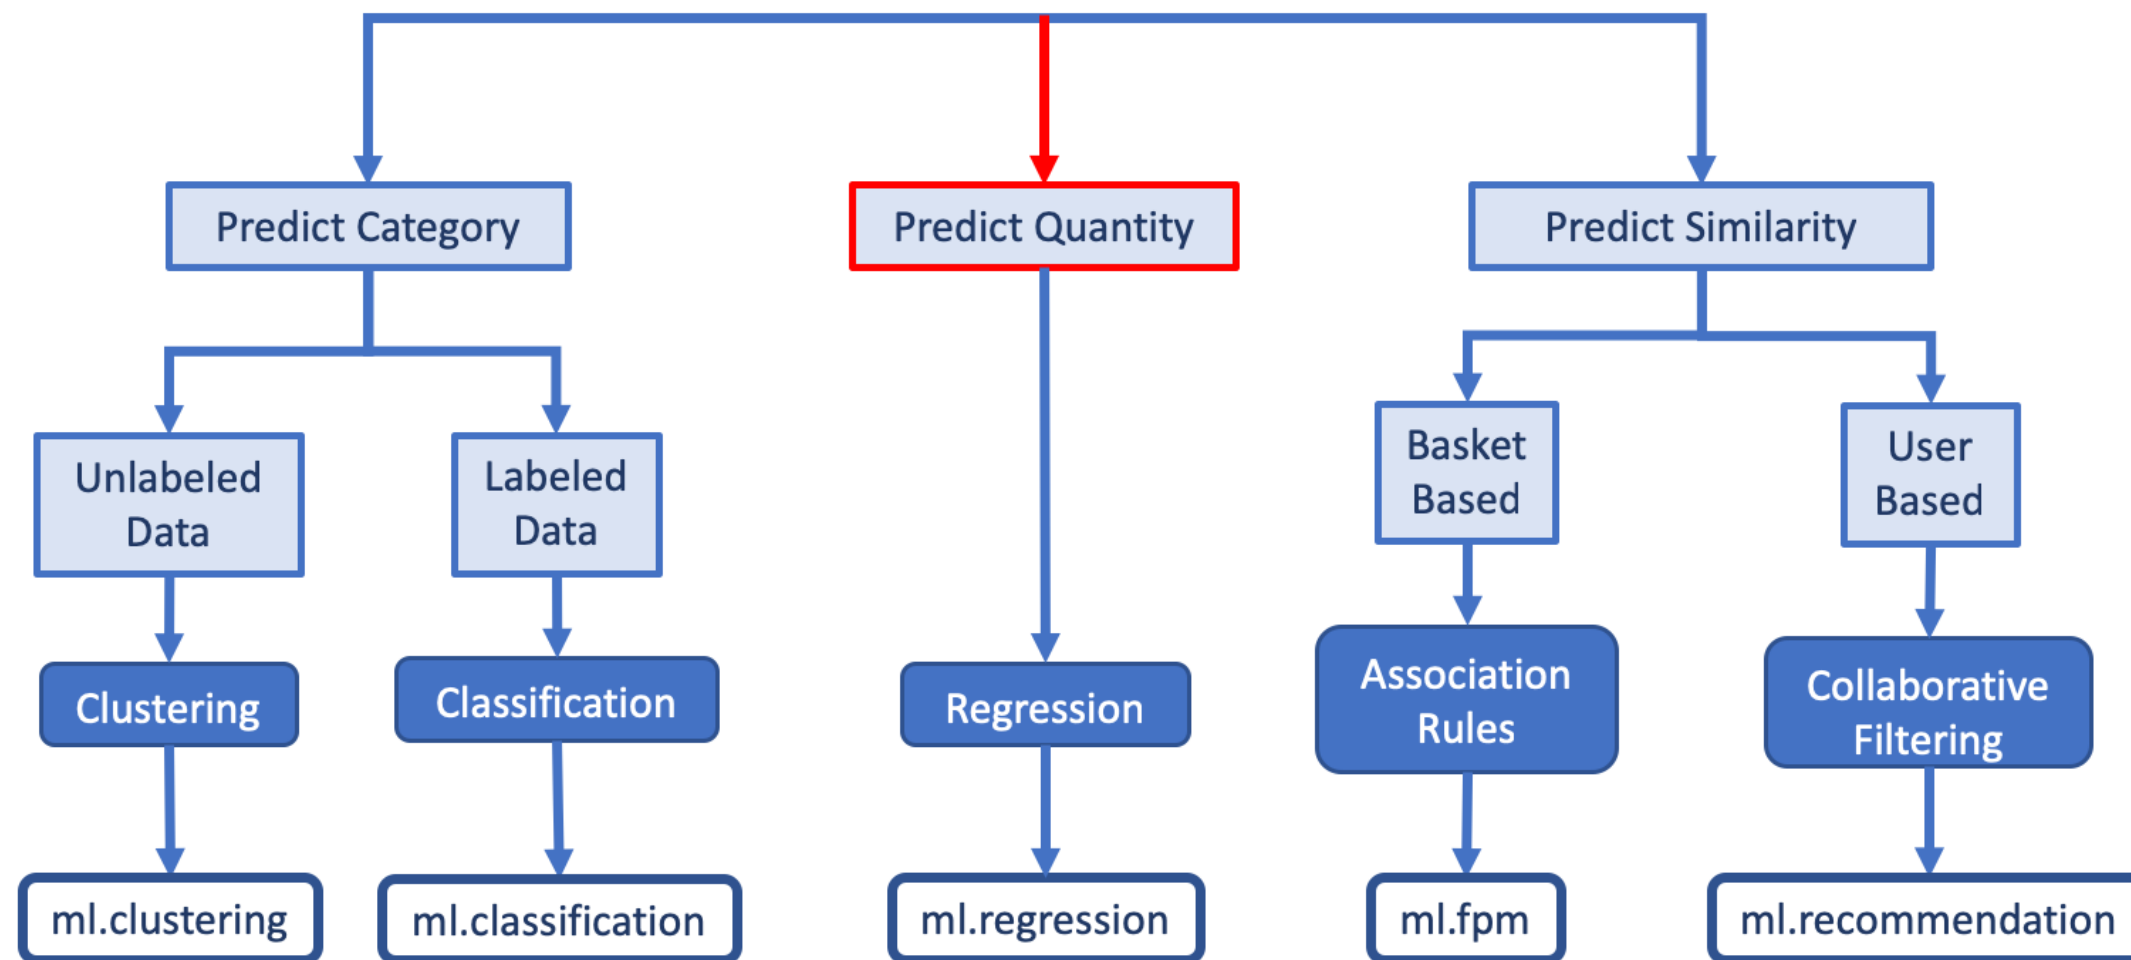 Predict Category
Predict Quantity
Predict Similarity
Unlabeled
Data
Labeled
Data
Basket
Based
User
Based
Clustering
Classification
Regression
Association
Rules
Collaborative
Filtering
ml.clustering
ml.classification
ml.regression
ml.fpm
ml.recommendation